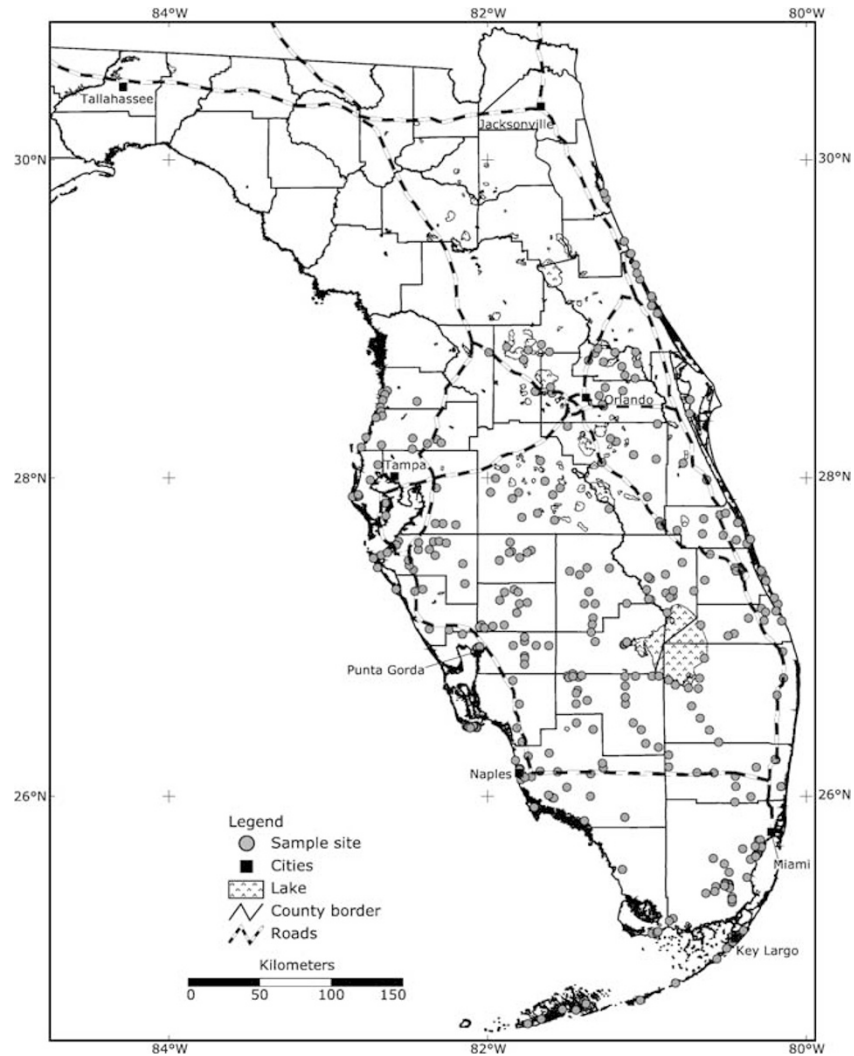 84°W 82°W 80°W
Tallahassee
Jacksonville
30°N 30°N
Orlando
Tampa
28°N 28°N
Punta Gorda
Naples
26°N 26°N
Legend
Sample site
Cities
Lake
County border
Roads
Miami
Key Largo
Kilometers
0 50 100 150
84°W 82°W 80°W